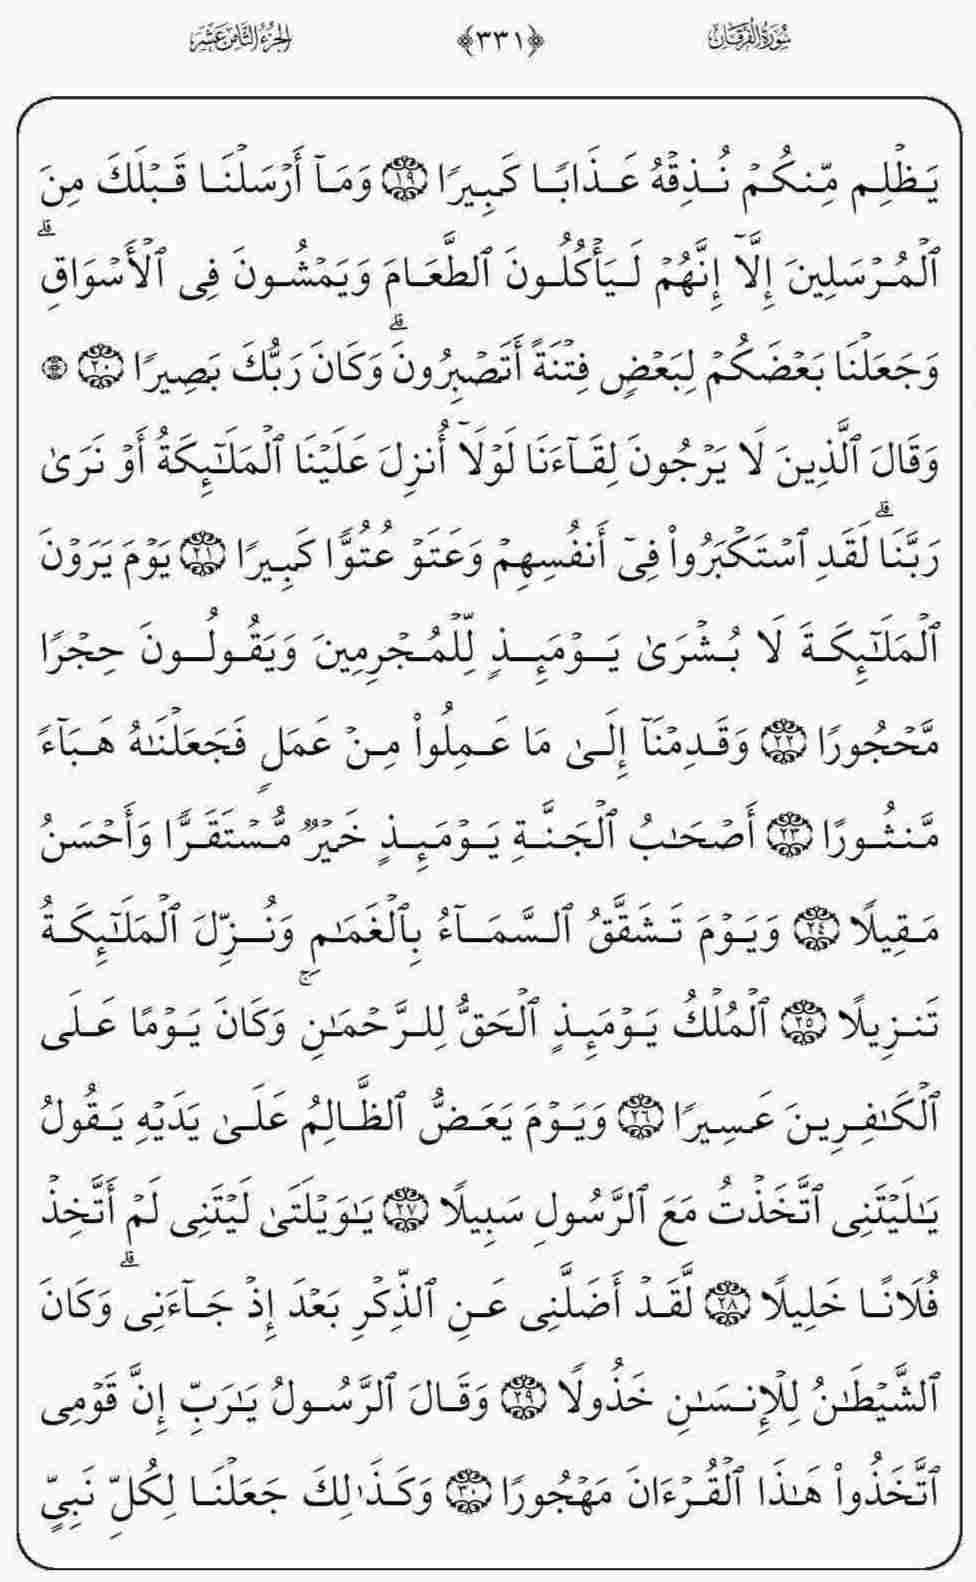 سُورَةُ الْفُرْقَانِ ﴿٣٣١﴾ الجُزْءُ الثَّامِنَ عَشَرَ
يَظْلِم مِّنكُمْ نُذِقْهُ عَذَابًا كَبِيرًا ١٩ وَمَآ أَرْسَلْنَا قَبْلَكَ مِنَ
ٱلْمُرْسَلِينَ إِلَّآ إِنَّهُمْ لَيَأْكُلُونَ ٱلطَّعَامَ وَيَمْشُونَ فِى ٱلْأَسْوَاقِ ۗ
وَجَعَلْنَا بَعْضَكُمْ لِبَعْضٍ فِتْنَةً أَتَصْبِرُونَ ۗ وَكَانَ رَبُّكَ بَصِيرًا ٢٠
وَقَالَ ٱلَّذِينَ لَا يَرْجُونَ لِقَآءَنَا لَوْلَآ أُنزِلَ عَلَيْنَا ٱلْمَلَٰٓئِكَةُ أَوْ نَرَىٰ
رَبَّنَا ۗ لَقَدِ ٱسْتَكْبَرُوا۟ فِىٓ أَنفُسِهِمْ وَعَتَوْ عُتُوًّا كَبِيرًا ٢١ يَوْمَ يَرَوْنَ
ٱلْمَلَٰٓئِكَةَ لَا بُشْرَىٰ يَوْمَئِذٍ لِّلْمُجْرِمِينَ وَيَقُولُونَ حِجْرًا
مَّحْجُورًا ٢٢ وَقَدِمْنَآ إِلَىٰ مَا عَمِلُوا۟ مِنْ عَمَلٍ فَجَعَلْنَٰهُ هَبَآءً
مَّنثُورًا ٢٣ أَصْحَٰبُ ٱلْجَنَّةِ يَوْمَئِذٍ خَيْرٌ مُّسْتَقَرًّا وَأَحْسَنُ
مَقِيلًا ٢٤ وَيَوْمَ تَشَقَّقُ ٱلسَّمَآءُ بِٱلْغَمَٰمِ وَنُزِّلَ ٱلْمَلَٰٓئِكَةُ
تَنزِيلًا ٢٥ ٱلْمُلْكُ يَوْمَئِذٍ ٱلْحَقُّ لِلرَّحْمَٰنِ ۚ وَكَانَ يَوْمًا عَلَى
ٱلْكَٰفِرِينَ عَسِيرًا ٢٦ وَيَوْمَ يَعَضُّ ٱلظَّالِمُ عَلَىٰ يَدَيْهِ يَقُولُ
يَٰلَيْتَنِى ٱتَّخَذْتُ مَعَ ٱلرَّسُولِ سَبِيلًا ٢٧ يَٰوَيْلَتَىٰ لَيْتَنِى لَمْ أَتَّخِذْ
فُلَانًا خَلِيلًا ٢٨ لَّقَدْ أَضَلَّنِى عَنِ ٱلذِّكْرِ بَعْدَ إِذْ جَآءَنِى ۗ وَكَانَ
ٱلشَّيْطَٰنُ لِلْإِنسَٰنِ خَذُولًا ٢٩ وَقَالَ ٱلرَّسُولُ يَٰرَبِّ إِنَّ قَوْمِى
ٱتَّخَذُوا۟ هَٰذَا ٱلْقُرْءَانَ مَهْجُورًا ٣٠ وَكَذَٰلِكَ جَعَلْنَا لِكُلِّ نَبِىٍّ